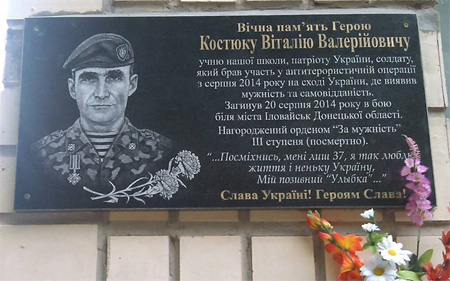 Вічна пам'ять Герою
Костюку Віталію Валерійовичу
учню нашої школи, патріоту України, солдату,
який брав участь у антитерористичній операції
з серпня 2014 року на сході України, де виявив
мужність та самовідданість.
Загинув 20 серпня 2014 року в бою
біля міста Іловайськ Донецької області.
Нагороджений орденом "За мужність"
ІІІ ступеня (посмертно).
"...Посміхнись, мені лиш 37, я так люблю
життя і неньку Україну,
Мій позивний "Улыбка"..."
Слава Україні! Героям Слава!